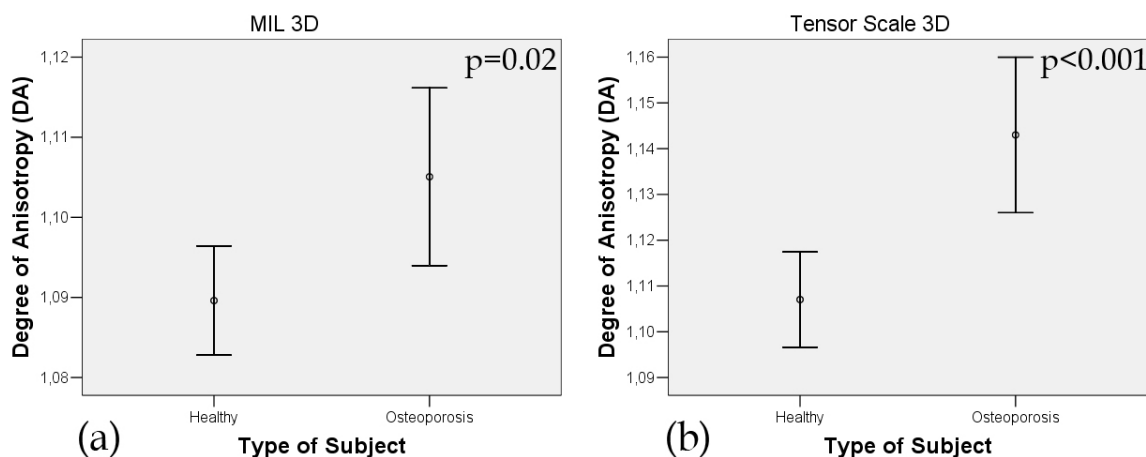 MIL 3D
p=0.02
Degree of Anisotropy (DA)
1,12
1,11
1,10
1,09
1,08
Healthy
Osteoporosis
Type of Subject
(a)
Tensor Scale 3D
p<0.001
Degree of Anisotropy (DA)
1,16
1,15
1,14
1,13
1,12
1,11
1,10
1,09
Healthy
Osteoporosis
Type of Subject
(b)